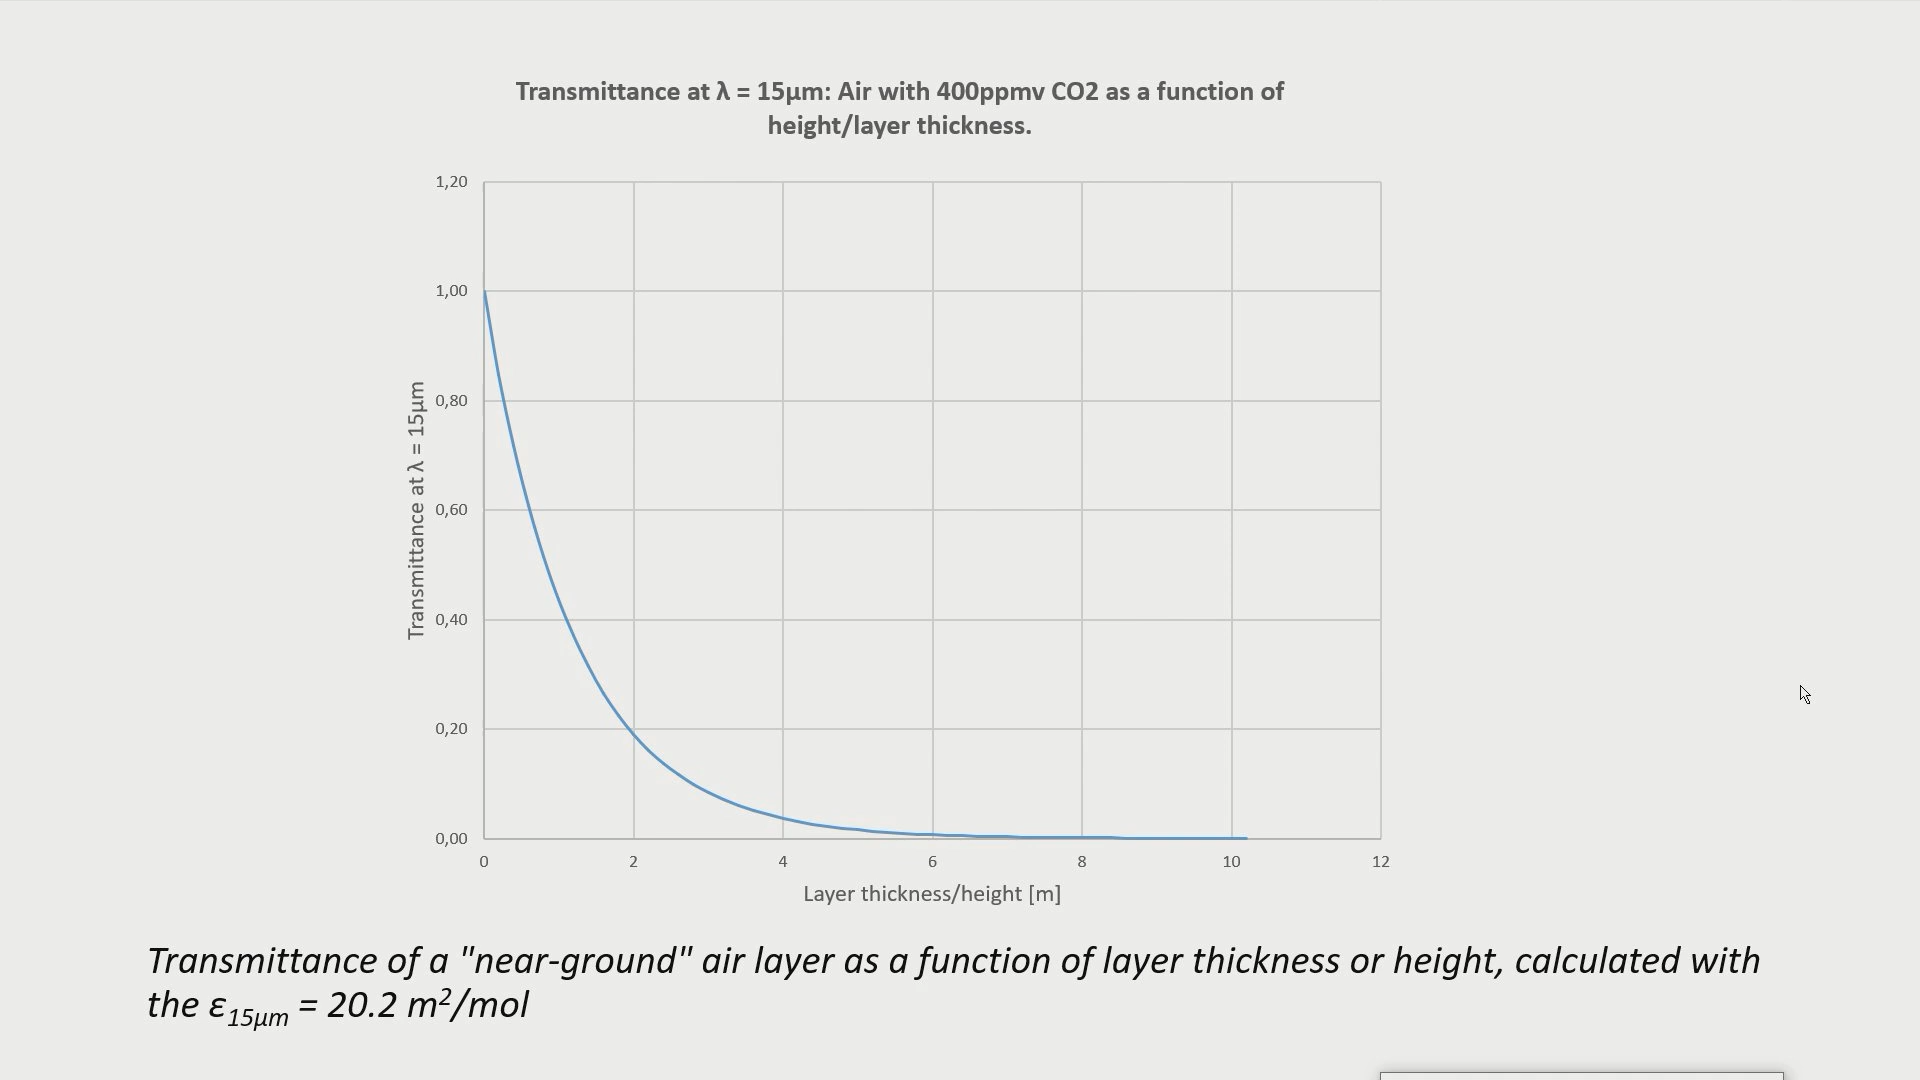 Transmittance at λ = 15µm: Air with 400ppmv CO2 as a function of
height/layer thickness.
1,20
1,00
0,80
0,60
0,40
0,20
0,00
Transmittance at λ = 15µm
0 2 4 6 8 10 12
Layer thickness/height [m]
Transmittance of a "near-ground" air layer as a function of layer thickness or height, calculated with
the ε15µm = 20.2 m²/mol